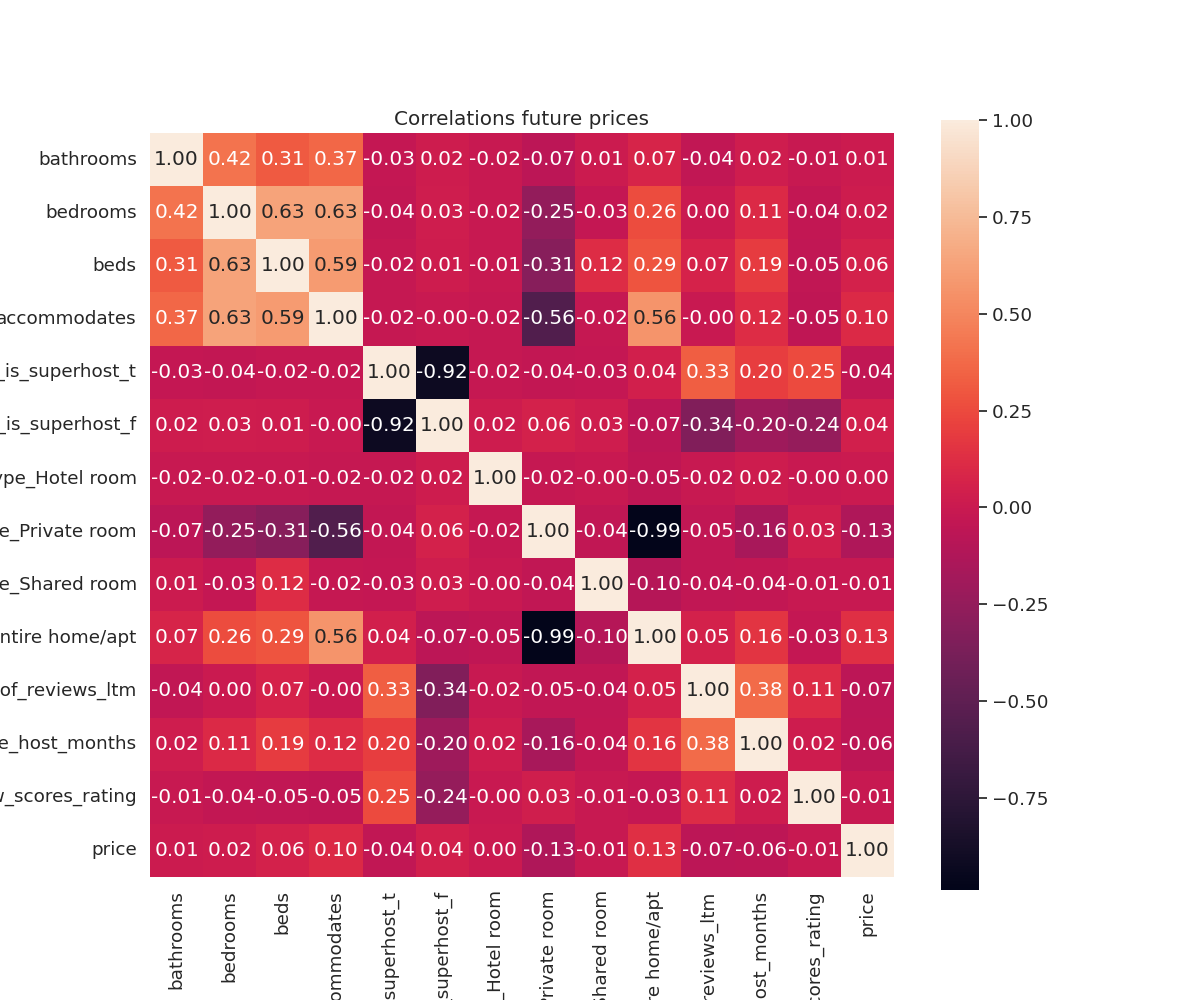 Correlations future prices
bathrooms 1.00 0.42 0.31 0.37 -0.03 0.02 -0.02 -0.07 0.01 0.07 -0.04 0.02 -0.01 0.01
bedrooms 0.42 1.00 0.63 0.63 -0.04 0.03 -0.02 -0.25 -0.03 0.26 0.00 0.11 -0.04 0.02
beds 0.31 0.63 1.00 0.59 -0.02 0.01 -0.01 -0.31 0.12 0.29 0.07 0.19 -0.05 0.06
accommodates 0.37 0.63 0.59 1.00 -0.02 -0.00 -0.02 -0.56 -0.02 0.56 -0.00 0.12 -0.05 0.10
_is_superhost_t -0.03 -0.04 -0.02 -0.02 1.00 -0.92 -0.02 -0.04 -0.03 0.04 0.33 0.20 0.25 -0.04
_is_superhost_f 0.02 0.03 0.01 -0.00 -0.92 1.00 0.02 0.06 0.03 -0.07 -0.34 -0.20 -0.24 0.04
ype_Hotel room -0.02 -0.02 -0.01 -0.02 -0.02 0.02 1.00 -0.02 -0.00 -0.05 -0.02 0.02 -0.00 0.00
e_Private room -0.07 -0.25 -0.31 -0.56 -0.04 0.06 -0.02 1.00 -0.04 -0.99 -0.05 -0.16 0.03 -0.13
e_Shared room 0.01 -0.03 0.12 -0.02 -0.03 0.03 -0.00 -0.04 1.00 -0.10 -0.04 -0.04 -0.01 -0.01
ntire home/apt 0.07 0.26 0.29 0.56 0.04 -0.07 -0.05 -0.99 -0.10 1.00 0.05 0.16 -0.03 0.13
of_reviews_ltm -0.04 0.00 0.07 -0.00 0.33 -0.34 -0.02 -0.05 -0.04 0.05 1.00 0.38 0.11 -0.07
e_host_months 0.02 0.11 0.19 0.12 0.20 -0.20 0.02 -0.16 -0.04 0.16 0.38 1.00 0.02 -0.06
w_scores_rating -0.01 -0.04 -0.05 -0.05 0.25 -0.24 -0.00 0.03 -0.01 -0.03 0.11 0.02 1.00 -0.01
price 0.01 0.02 0.06 0.10 -0.04 0.04 0.00 -0.13 -0.01 0.13 -0.07 -0.06 -0.01 1.00
bathrooms
bedrooms
beds
ommodates
superhost_t
_superhost_f
_Hotel room
Private room
Shared room
re home/apt
reviews_ltm
ost_months
cores_rating
price
1.00
0.75
0.50
0.25
0.00
−0.25
−0.50
−0.75